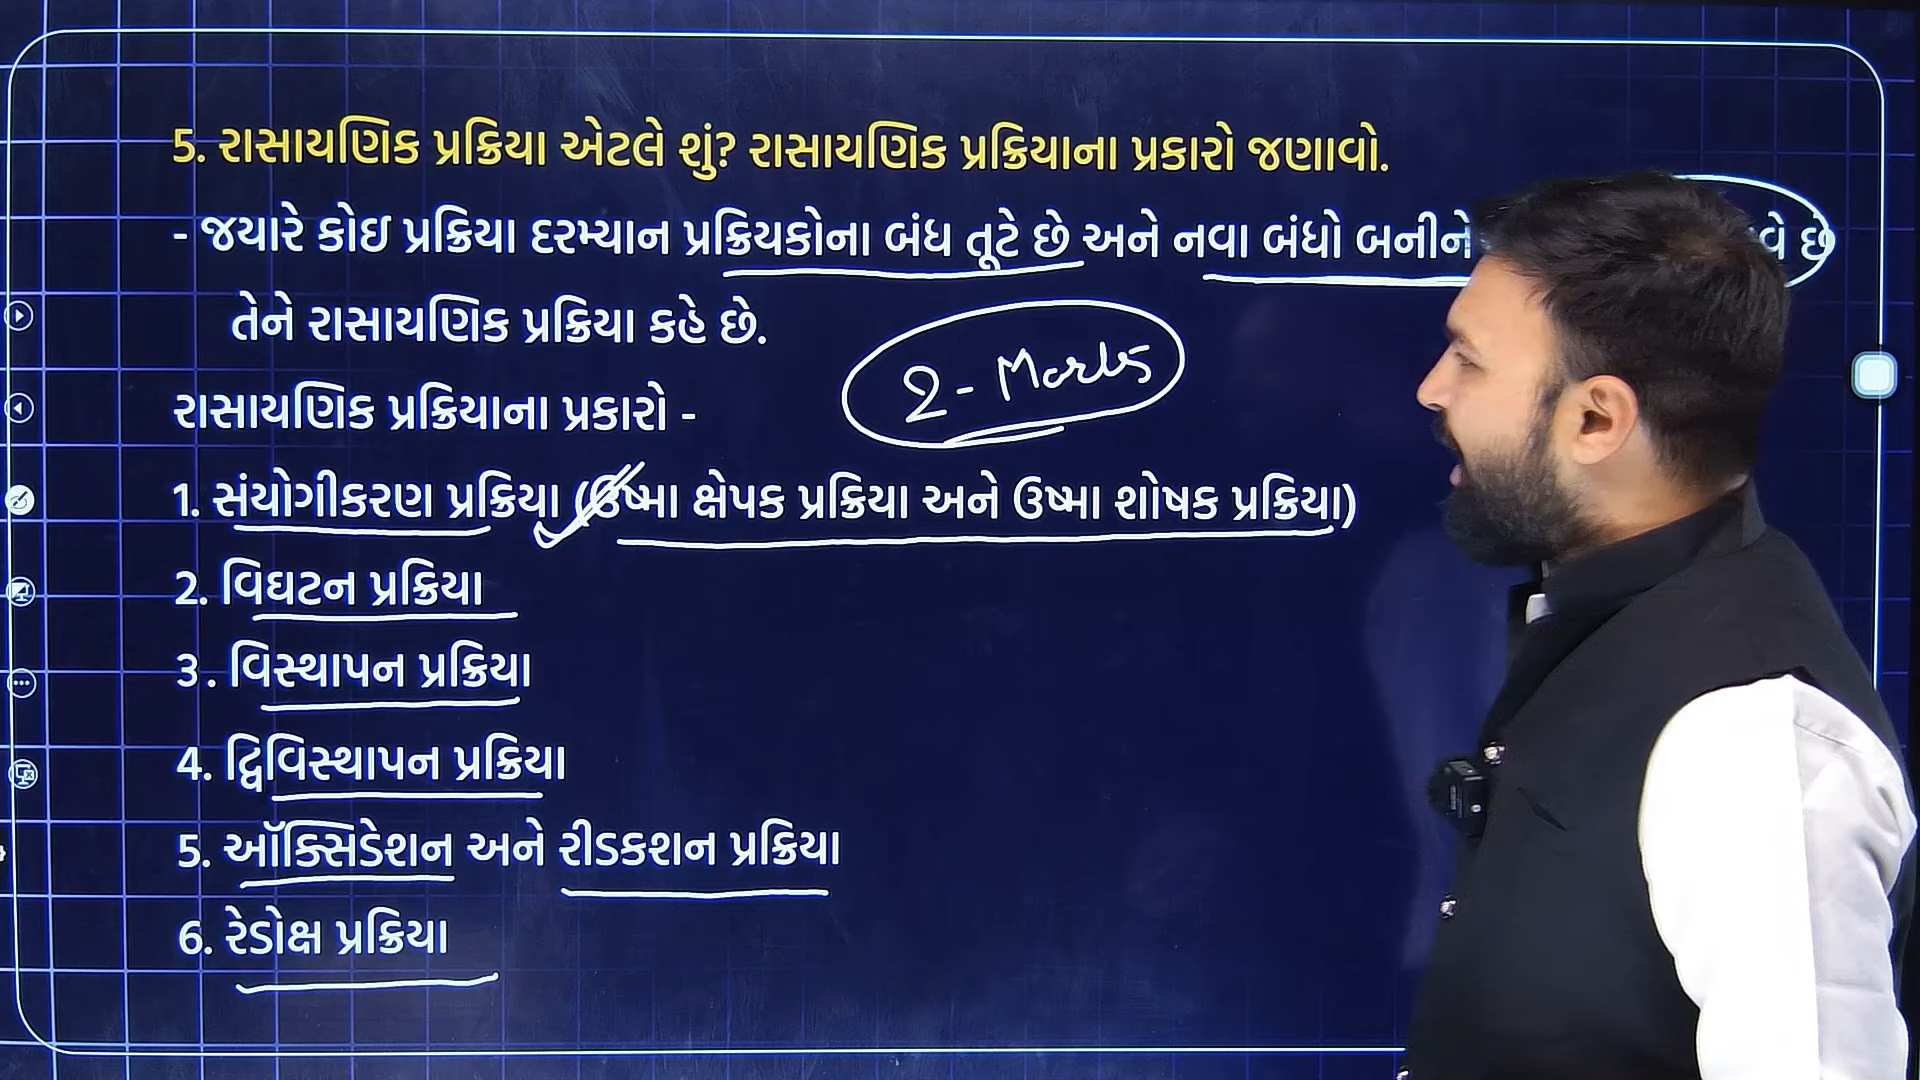 5. રાસાયણિક પ્રક્રિયા એટલે શું? રાસાયણિક પ્રક્રિયાના પ્રકારો જણાવો.
- જયારે કોઇ પ્રક્રિયા દરમ્યાન પ્રક્રિયકોના બંધ તૂટે છે અને નવા બંધો બનીને છે
તેને રાસાયણિક પ્રક્રિયા કહે છે.
2 - Marks
રાસાયણિક પ્રક્રિયાના પ્રકારો -
1. સંયોગીકરણ પ્રક્રિયા (ઉષ્મા ક્ષેપક પ્રક્રિયા અને ઉષ્મા શોષક પ્રક્રિયા)
2. વિઘટન પ્રક્રિયા
3. વિસ્થાપન પ્રક્રિયા
4. દ્વિવિસ્થાપન પ્રક્રિયા
5. ઑક્સિડેશન અને રીડકશન પ્રક્રિયા
6. રેડોક્ષ પ્રક્રિયા